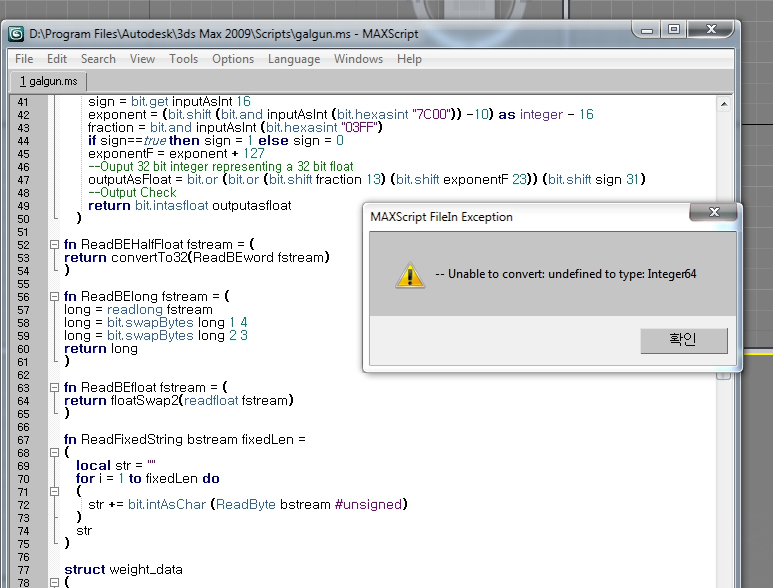 D:\Program Files\Autodesk\3ds Max 2009\Scripts\galgun.ms - MAXScript
File Edit Search View Tools Options Language Windows Help
1 galgun.ms
41 sign = bit.get inputAsInt 16
42 exponent = (bit.shift (bit.and inputAsInt (bit.hexasint "7C00")) -10) as integer - 16
43 fraction = bit.and inputAsInt (bit.hexasint "03FF")
44 if sign==true then sign = 1 else sign = 0
45 exponentF = exponent + 127
46 --Ouput 32 bit integer representing a 32 bit float
47 outputAsFloat = bit.or (bit.or (bit.shift fraction 13) (bit.shift exponentF 23)) (bit.shift sign 31)
48 --Output Check
49 return bit.intasfloat outputasfloat
50 )
51
52 fn ReadBEHalfFloat fstream = (
53 return convertTo32(ReadBEword fstream)
54 )
55
56 fn ReadBElong fstream = (
57 long = readlong fstream
58 long = bit.swapBytes long 1 4
59 long = bit.swapBytes long 2 3
60 return long
61 )
62
63 fn ReadBEfloat fstream = (
64 return floatSwap2(readfloat fstream)
65 )
66
67 fn ReadFixedString bstream fixedLen =
68 (
69 local str = ""
70 for i = 1 to fixedLen do
71 (
72 str += bit.intAsChar (ReadByte bstream #unsigned)
73 )
74 str
75 )
76
77 struct weight_data
78 (
MAXScript FileIn Exception
-- Unable to convert: undefined to type: Integer64
확인